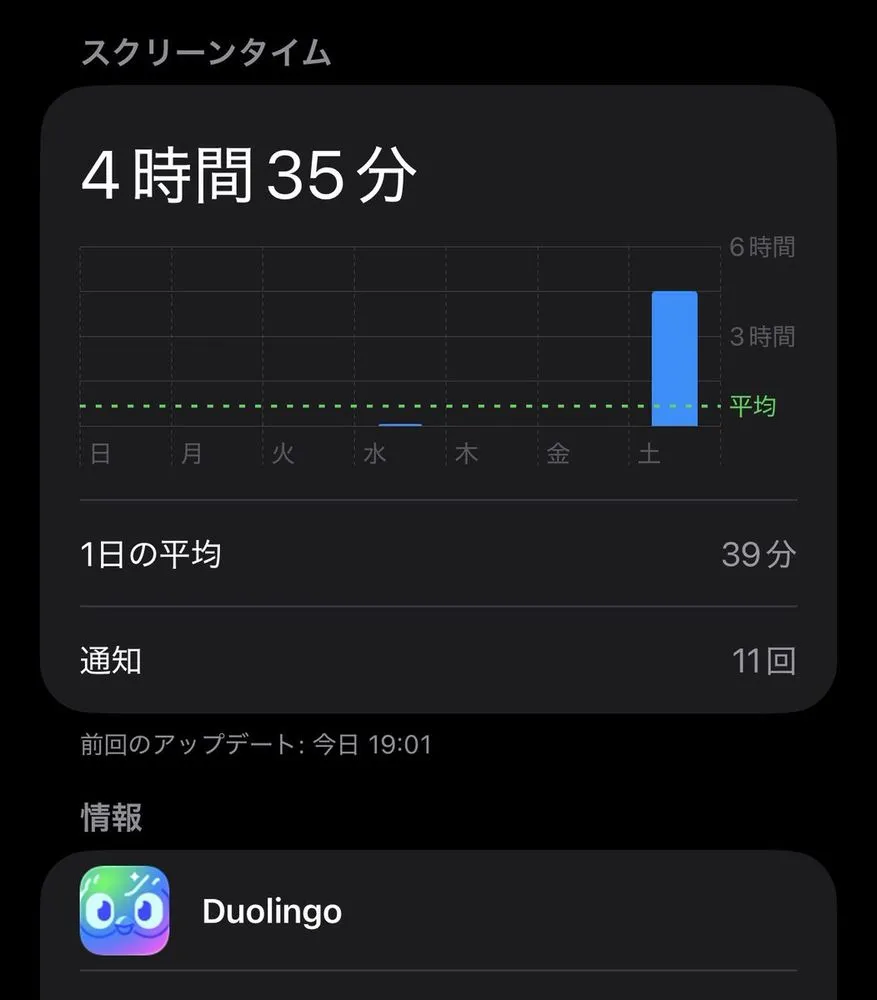 スクリーンタイム
4時間35分
6時間
3時間
平均
日 月 火 水 木 金 土
1日の平均 39分
通知 11回
前回のアップデート: 今日 19:01
情報
Duolingo